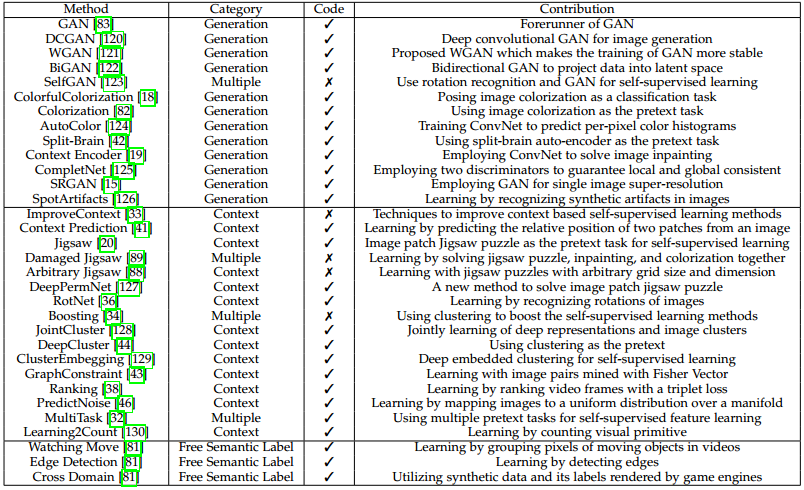 Method Category Code Contribution
GAN [83] Generation ✓ Forerunner of GAN
DCGAN [120] Generation ✓ Deep convolutional GAN for image generation
WGAN [121] Generation ✓ Proposed WGAN which makes the training of GAN more stable
BiGAN [122] Generation ✓ Bidirectional GAN to project data into latent space
SelfGAN [123] Multiple ✗ Use rotation recognition and GAN for self-supervised learning
ColorfulColorization [18] Generation ✓ Posing image colorization as a classification task
Colorization [82] Generation ✓ Using image colorization as the pretext task
AutoColor [124] Generation ✓ Training ConvNet to predict per-pixel color histograms
Split-Brain [42] Generation ✓ Using split-brain auto-encoder as the pretext task
Context Encoder [19] Generation ✓ Employing ConvNet to solve image inpainting
CompletNet [125] Generation ✓ Employing two discriminators to guarantee local and global consistent
SRGAN [15] Generation ✓ Employing GAN for single image super-resolution
SpotArtifacts [126] Generation ✓ Learning by recognizing synthetic artifacts in images
ImproveContext [33] Context ✗ Techniques to improve context based self-supervised learning methods
Context Prediction [41] Context ✓ Learning by predicting the relative position of two patches from an image
Jigsaw [20] Context ✓ Image patch Jigsaw puzzle as the pretext task for self-supervised learning
Damaged Jigsaw [89] Multiple ✗ Learning by solving jigsaw puzzle, inpainting, and colorization together
Arbitrary Jigsaw [88] Context ✗ Learning with jigsaw puzzles with arbitrary grid size and dimension
DeepPermNet [127] Context ✓ A new method to solve image patch jigsaw puzzle
RotNet [36] Context ✓ Learning by recognizing rotations of images
Boosting [34] Multiple ✗ Using clustering to boost the self-supervised learning methods
JointCluster [128] Context ✓ Jointly learning of deep representations and image clusters
DeepCluster [44] Context ✓ Using clustering as the pretext
ClusterEmbegging [129] Context ✓ Deep embedded clustering for self-supervised learning
GraphConstraint [43] Context ✓ Learning with image pairs mined with Fisher Vector
Ranking [38] Context ✓ Learning by ranking video frames with a triplet loss
PredictNoise [46] Context ✓ Learning by mapping images to a uniform distribution over a manifold
MultiTask [32] Multiple ✓ Using multiple pretext tasks for self-supervised feature learning
Learning2Count [130] Context ✓ Learning by counting visual primitive
Watching Move [81] Free Semantic Label ✓ Learning by grouping pixels of moving objects in videos
Edge Detection [81] Free Semantic Label ✓ Learning by detecting edges
Cross Domain [81] Free Semantic Label ✓ Utilizing synthetic data and its labels rendered by game engines